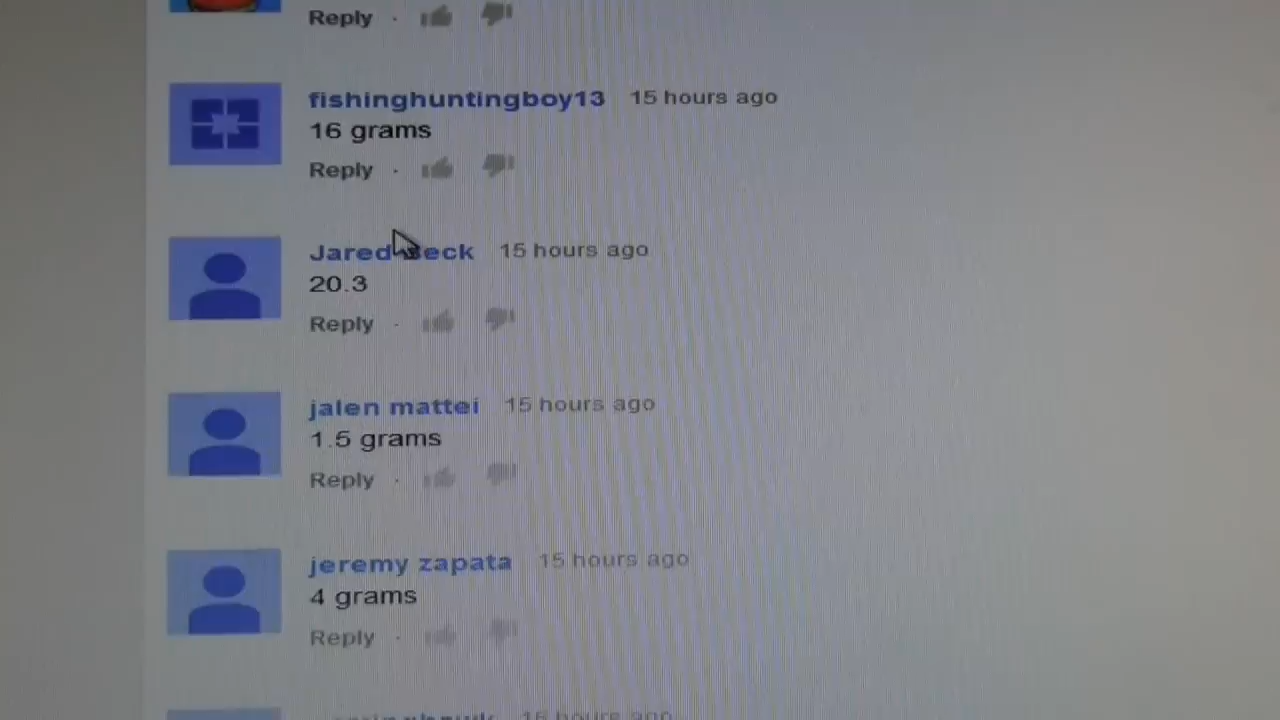 Reply ·
fishinghuntingboy13 15 hours ago
16 grams
Reply ·
Jared 15 hours ago
20.3
Reply ·
jalen mattei 15 hours ago
1.5 grams
Reply ·
jeremy zapata 15 hours ago
4 grams
Reply ·
15 hours ago